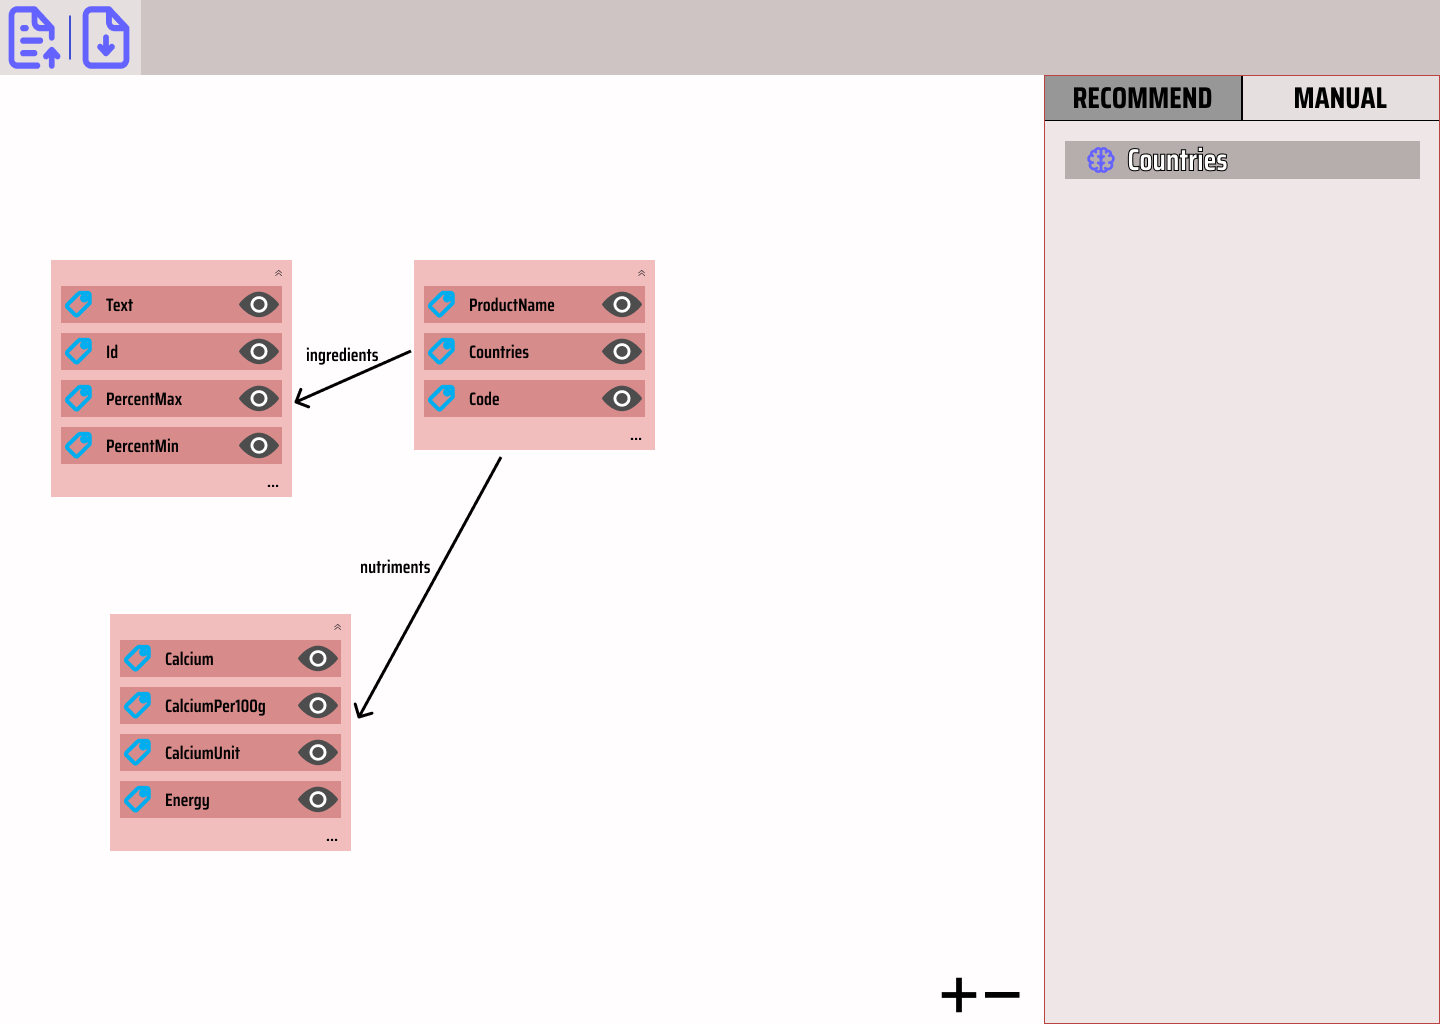 RECOMMEND
MANUAL
Countries
Text
Id
PercentMax
PercentMin
...
ingredients
ProductName
Countries
Code
...
nutriments
Calcium
CalciumPer100g
CalciumUnit
Energy
...